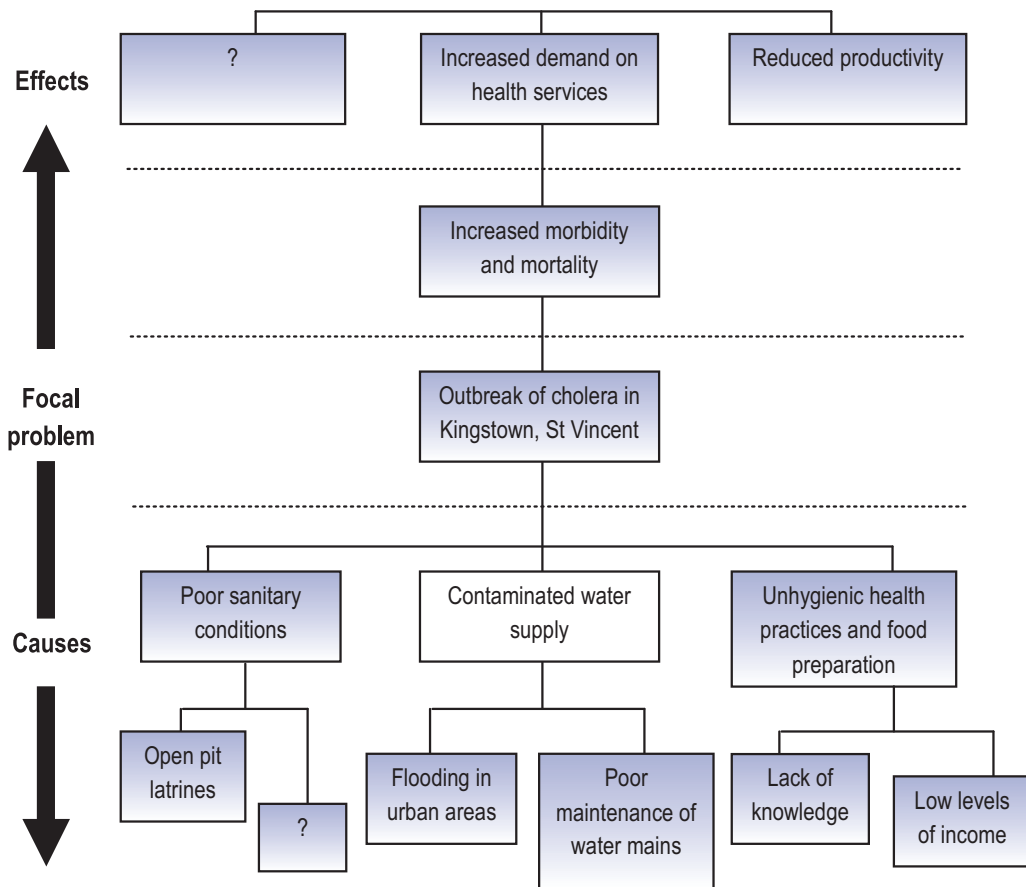 Effects
?
Increased demand on
health services
Reduced productivity
Increased morbidity
and mortality
Focal
problem
Outbreak of cholera in
Kingstown, St Vincent
Causes
Poor sanitary
conditions
Contaminated water
supply
Unhygienic health
practices and food
preparation
Open pit
latrines
?
Flooding in
urban areas
Poor
maintenance of
water mains
Lack of
knowledge
Low levels
of income